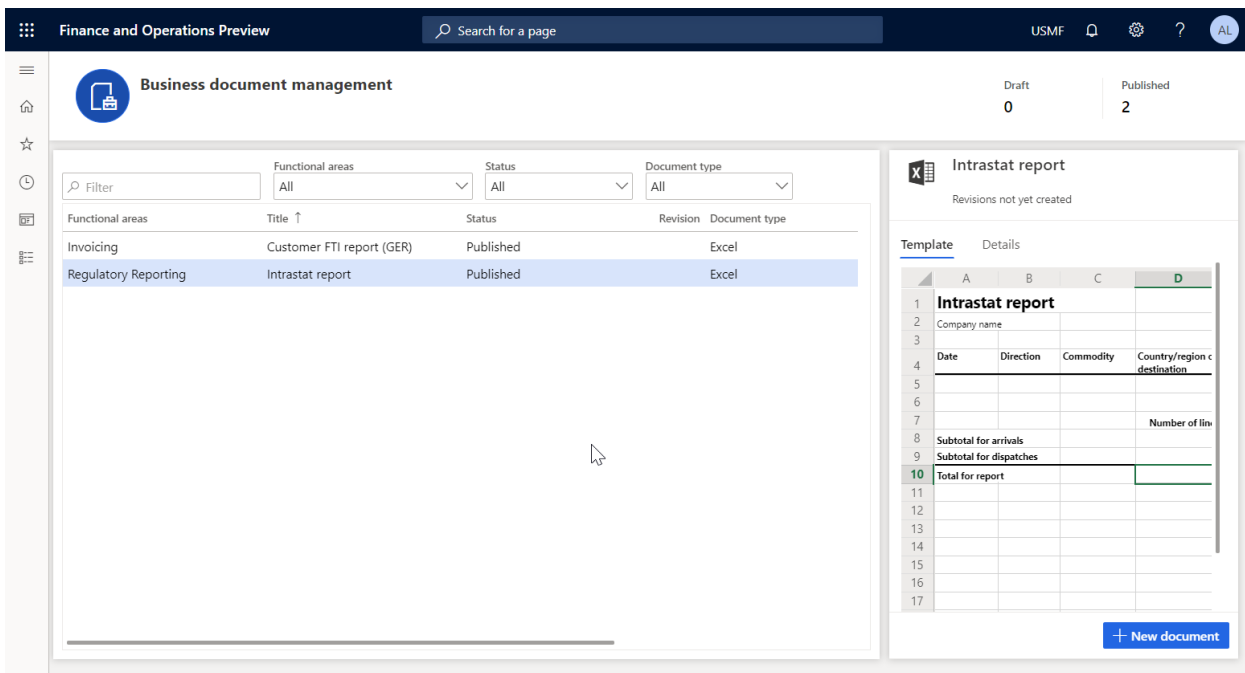 Finance and Operations Preview
Search for a page
USMF
?
AL
Business document management
Draft
0
Published
2
Filter
Functional areas
All
Status
All
Document type
All
Functional areas Title ↑ Status Revision Document type
Invoicing Customer FTI report (GER) Published Excel
Regulatory Reporting Intrastat report Published Excel
Intrastat report
Revisions not yet created
Template Details
A B C D
1 Intrastat report
2 Company name
3
4 Date Direction Commodity Country/region
destination
5
6
7 Number of
8 Subtotal for arrivals
9 Subtotal for dispatches
10 Total for report
11
12
13
14
15
16
17
+ New document